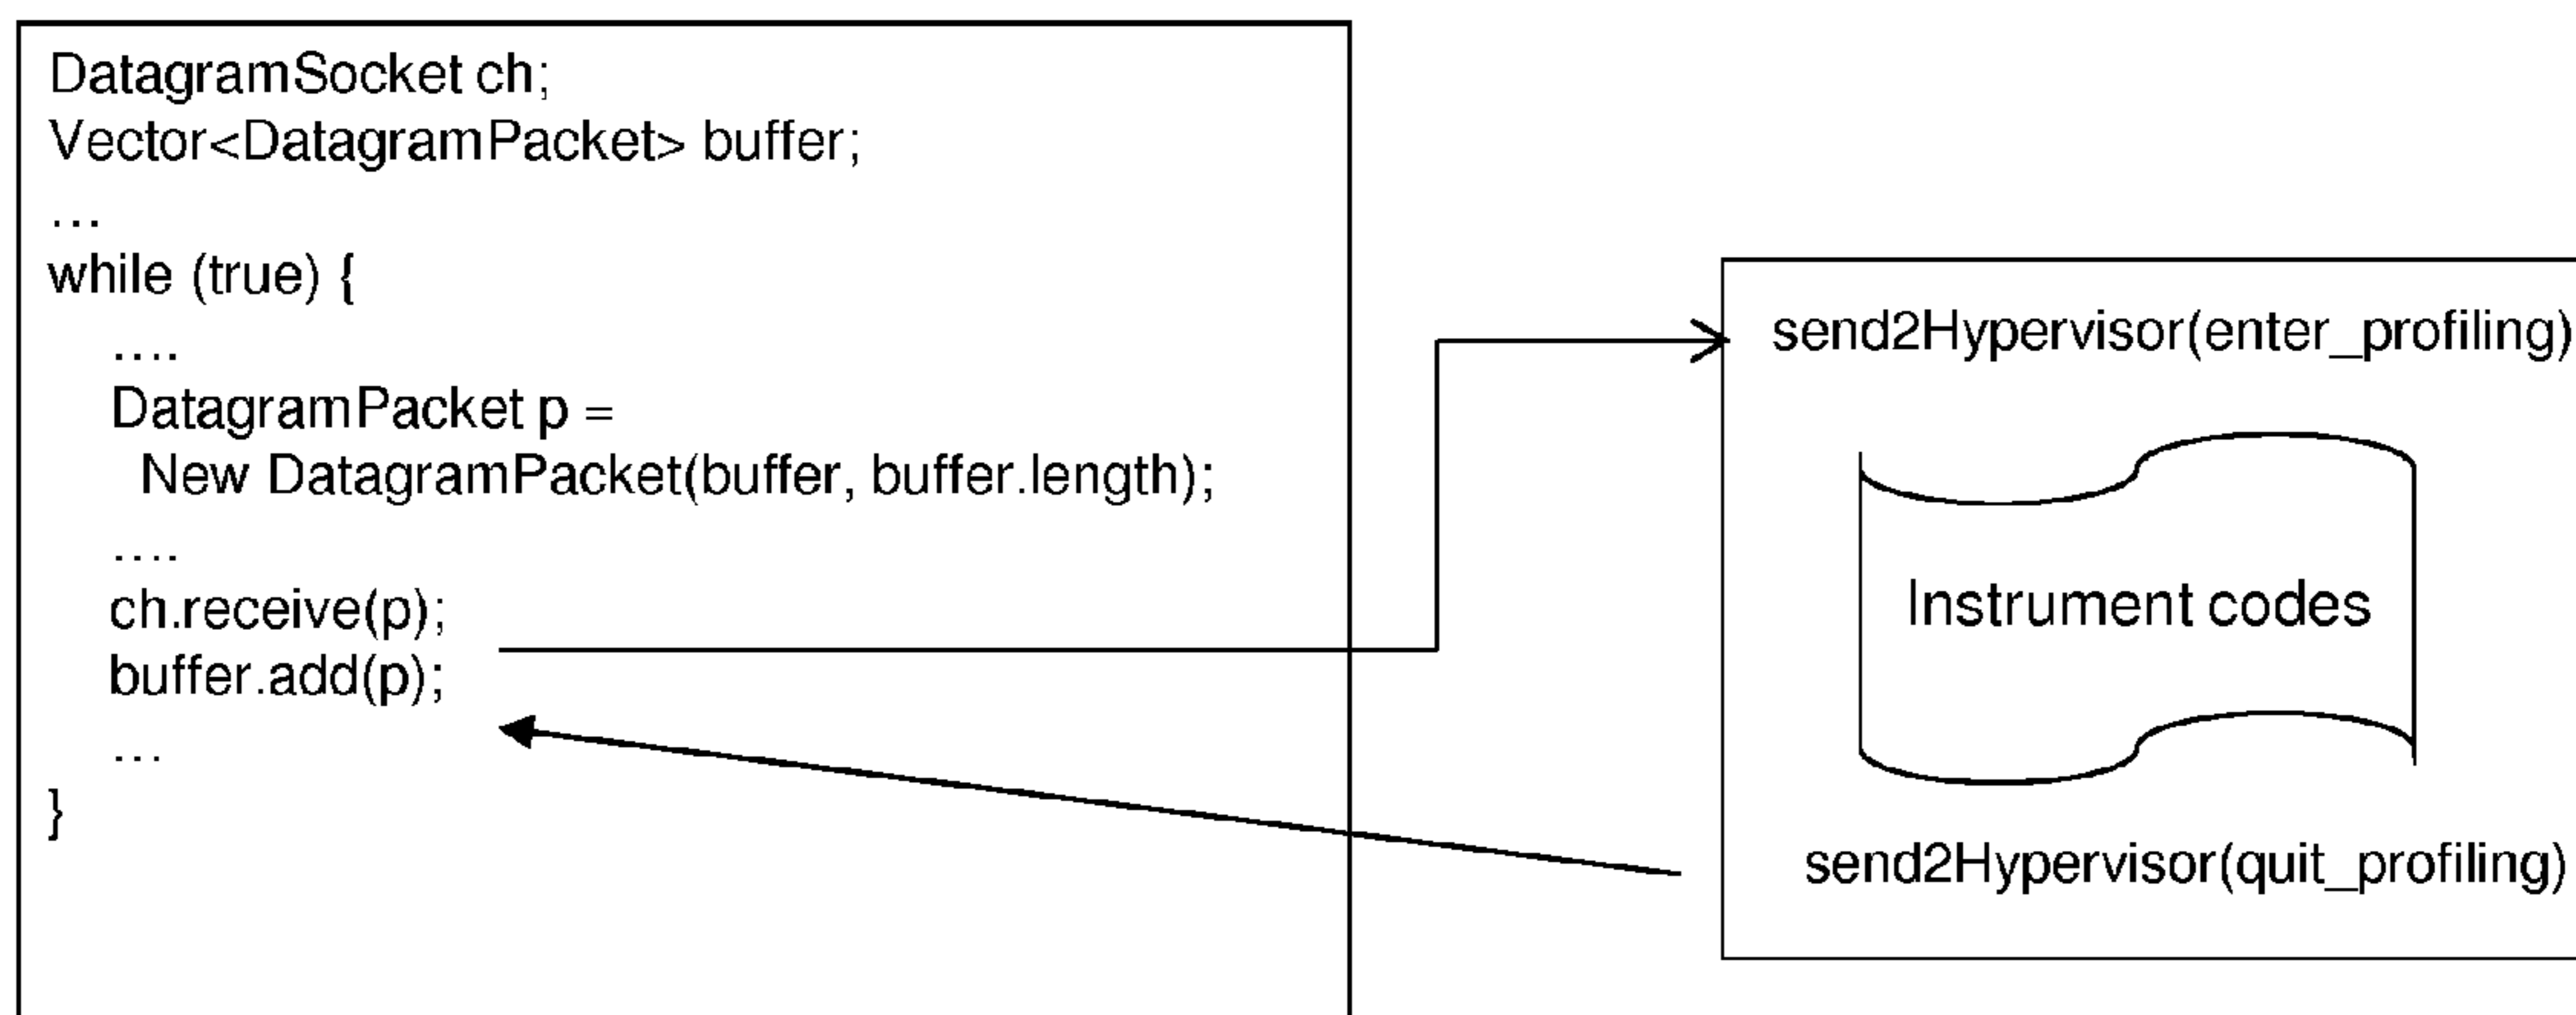 DatagramSocket ch;
Vector<DatagramPacket> buffer;
...
while (true) {
....
DatagramPacket p =
New DatagramPacket(buffer, buffer.length);
....
ch.receive(p);
buffer.add(p);
...
}
send2Hypervisor(enter_profiling)
Instrument codes
send2Hypervisor(quit_profiling)